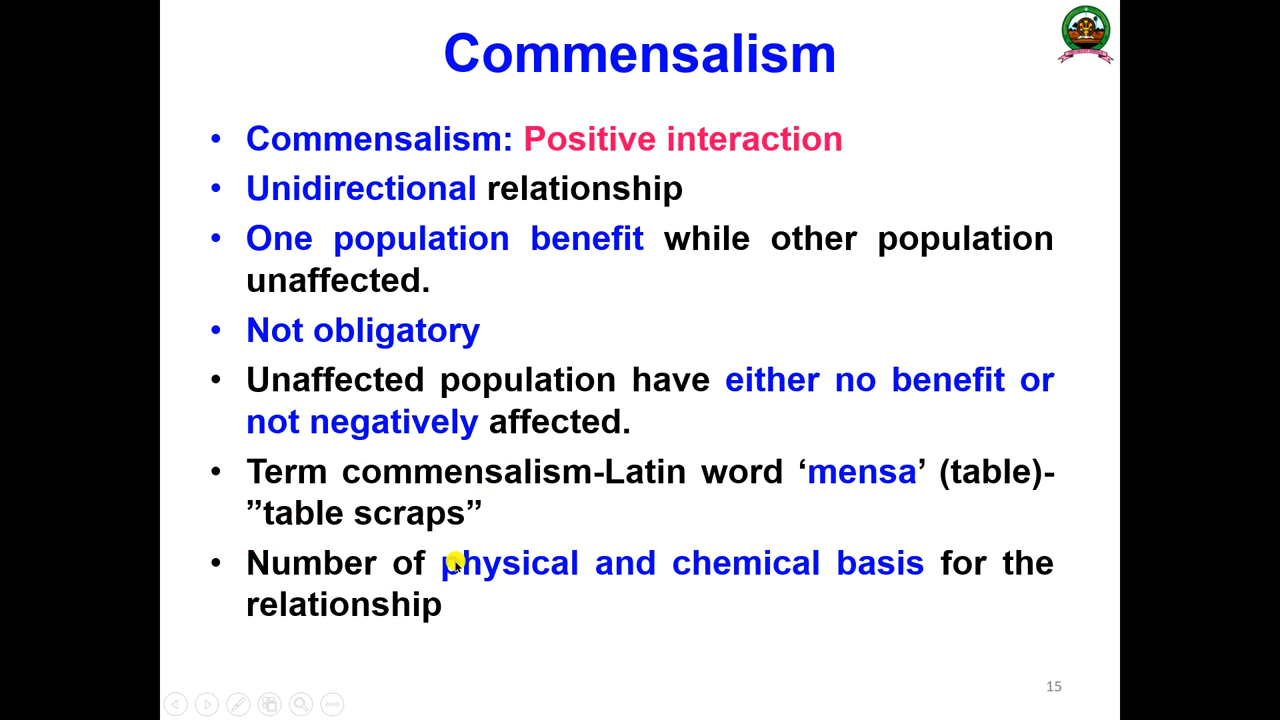 Commensalism
• Commensalism: Positive interaction
• Unidirectional relationship
• One population benefit while other population
unaffected.
• Not obligatory
• Unaffected population have either no benefit or
not negatively affected.
• Term commensalism-Latin word ‘mensa’ (table)-
”table scraps”
• Number of physical and chemical basis for the
relationship
15